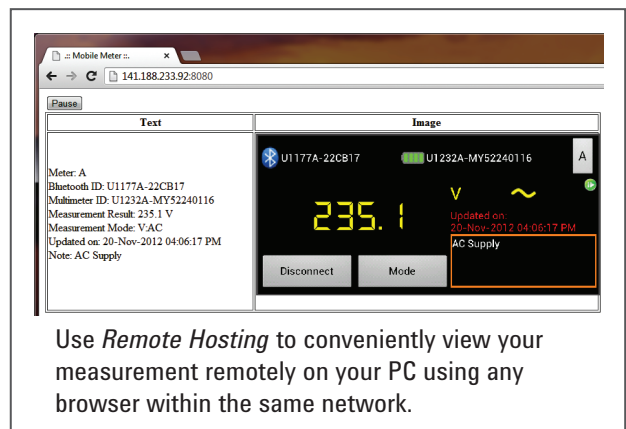 .:: Mobile Meter ::.
141.188.233.92:8080
Pause
Text
Image
Meter: A
Bluetooth ID: U1177A-22CB17
Multimeter ID: U1232A-MY52240116
Measurement Result: 235.1 V
Measurement Mode: V:AC
Updated on: 20-Nov-2012 04:06:17 PM
Note: AC Supply
U1177A-22CB17
U1232A-MY52240116
A
235.1
V
Updated on:
20-Nov-2012 04:06:17 PM
AC Supply
Disconnect
Mode
Use Remote Hosting to conveniently view your
measurement remotely on your PC using any
browser within the same network.